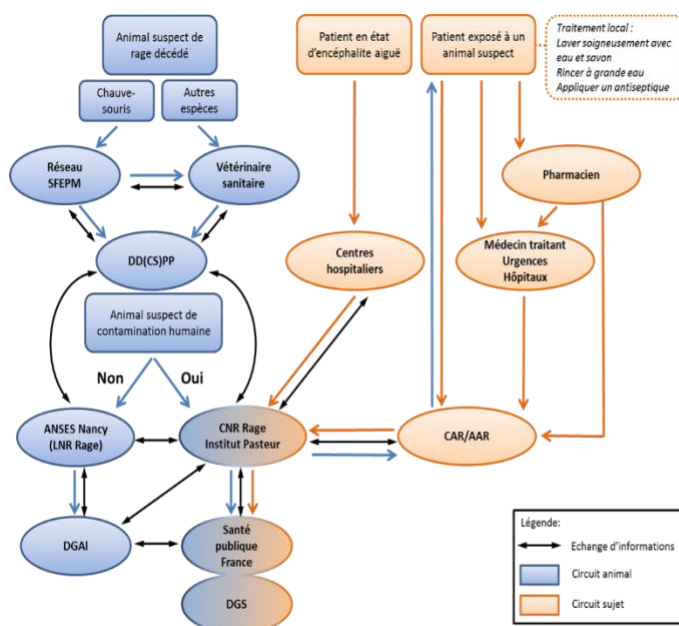 Animal suspect de
rage décédé
Patient en état
d'encéphalite aiguë
Patient exposé à un
animal suspect
Traitement local :
Laver soigneusement avec
eau et savon
Rincer à grande eau
Appliquer un antiseptique
Chauve-
souris
Autres
espèces
Réseau
SFEPM
Vétérinaire
sanitaire
Pharmacien
DD(CS)PP
Centres
hospitaliers
Médecin traitant
Urgences
Hôpitaux
Animal suspect de
contamination humaine
Non
Oui
ANSES Nancy
(LNR Rage)
CNR Rage
Institut Pasteur
CAR/AAR
DGAl
Santé
publique
France
DGS
Légende:
Echange d'informations
Circuit animal
Circuit sujet